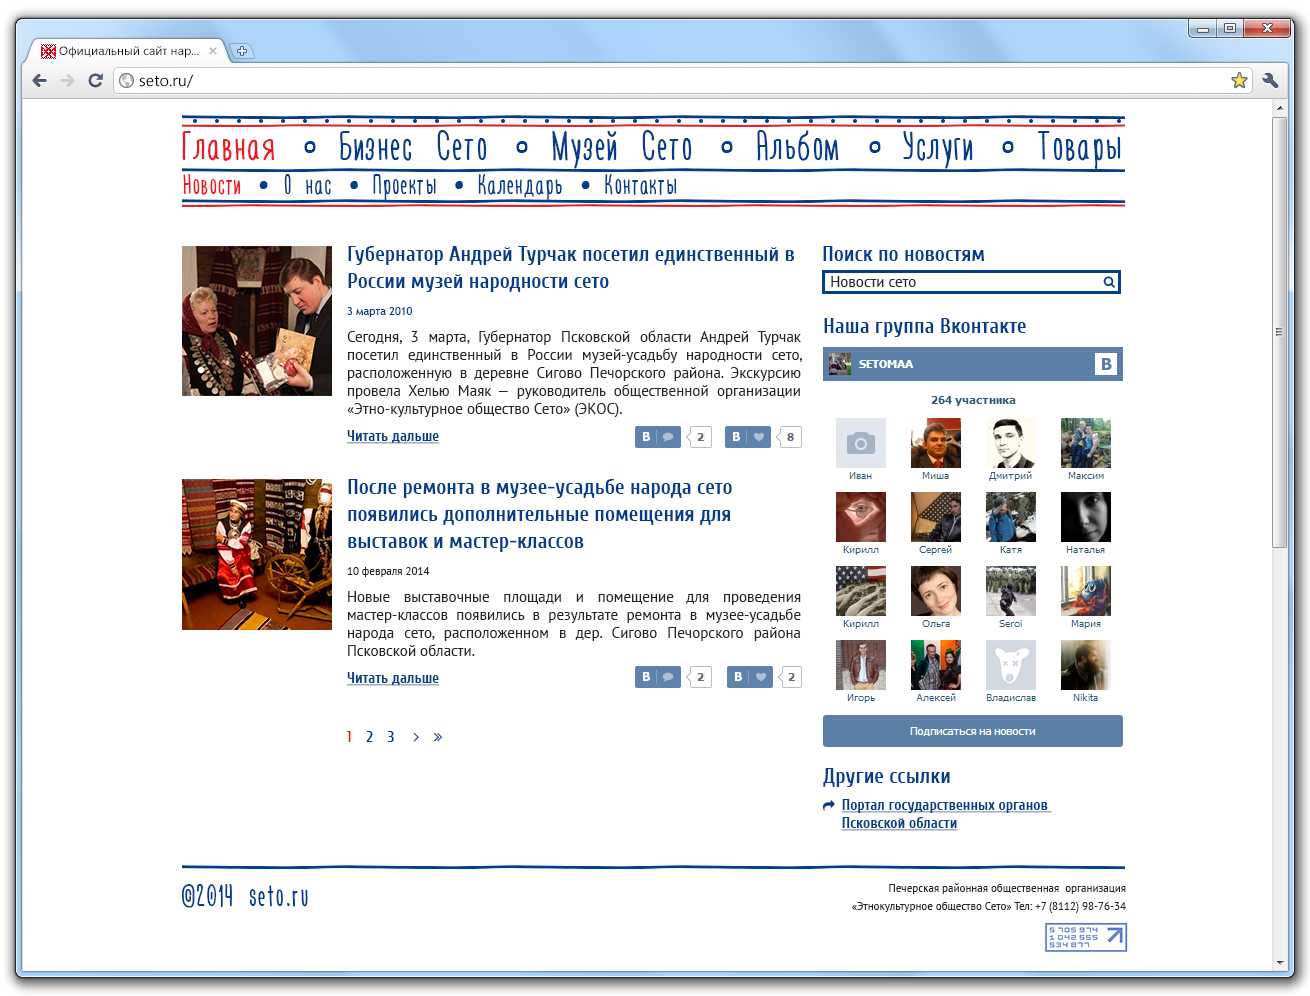 Официальный сайт нар...
seto.ru/
Главная Бизнес Сето Музей Сето Альбом Услуги Товары
Новости О нас Проекты Календарь Контакты
Губернатор Андрей Турчак посетил единственный в
России музей народности сето
3 марта 2010
Сегодня, 3 марта, Губернатор Псковской области Андрей Турчак
посетил единственный в России музей-усадьбу народности сето,
расположенную в деревне Сигово Печорского района. Экскурсию
провела Хелью Маяк — руководитель общественной организации
«Этно-культурное общество Сето» (ЭКОС).
Читать дальше
В 2 В 8
После ремонта в музее-усадьбе народа сето
появились дополнительные помещения для
выставок и мастер-классов
10 февраля 2014
Новые выставочные площади и помещение для проведения
мастер-классов появились в результате ремонта в музее-усадьбе
народа сето, расположенном в дер. Сигово Печорского района
Псковской области.
Читать дальше
В 2 В 2
1 2 3 › »
Поиск по новостям
Новости сето
Наша группа Вконтакте
SETOMAA В
264 участника
Иван Миша Дмитрий Максим
Кирилл Сергей Катя Наталья
Кирилл Ольга Seroi Мария
Игорь Алексей Владислав Nikita
Подписаться на новости
Другие ссылки
Портал государственных органов
Псковской области
©2014 seto.ru
Печерская районная общественная организация
«Этнокультурное общество Сето» Тел: +7 (8112) 98-76-34
5 705 974
1 042 555
534 877